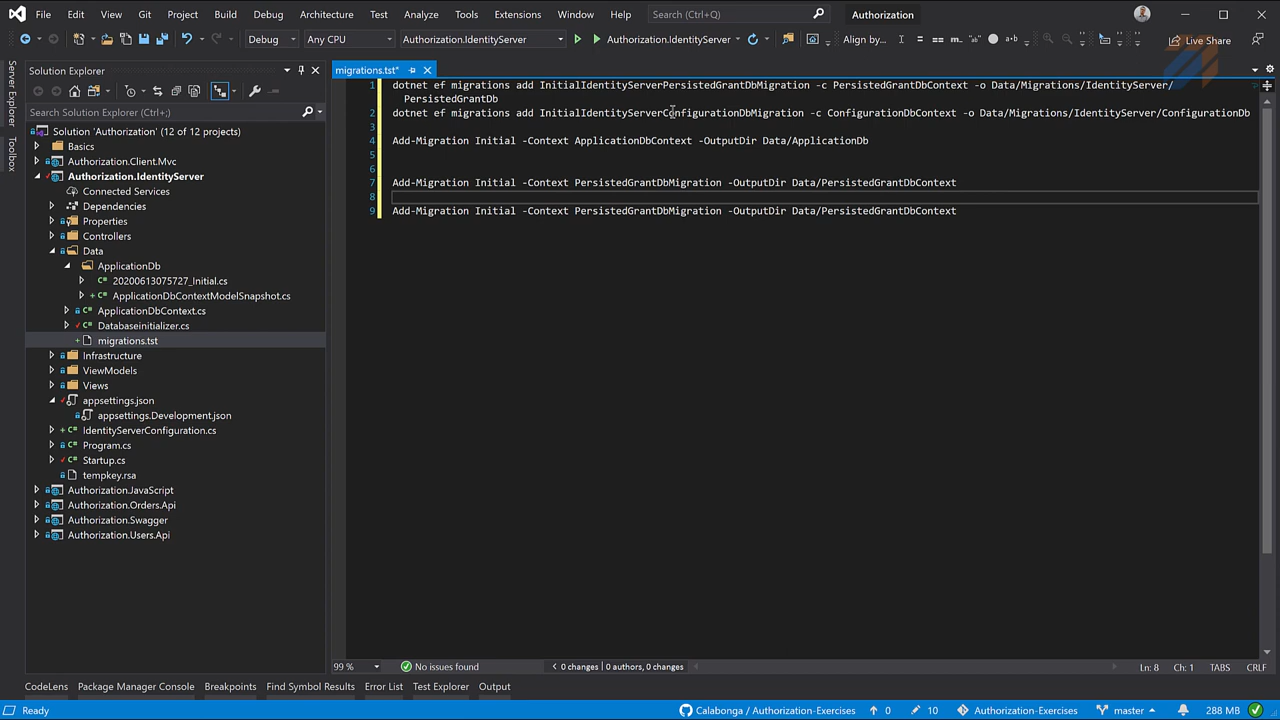 File Edit View Git Project Build Debug Architecture Test Analyze Tools Extensions Window Help Search (Ctrl+Q) Authorization
Debug Any CPU Authorization.IdentityServer Authorization.IdentityServer Align by... Live Share
Server Explorer
Toolbox
Solution Explorer
Search Solution Explorer (Ctrl+;)
Solution 'Authorization' (12 of 12 projects)
Basics
Authorization.Client.Mvc
Authorization.IdentityServer
Connected Services
Dependencies
Properties
Controllers
Data
ApplicationDb
20200613075727_Initial.cs
ApplicationDbContextModelSnapshot.cs
ApplicationDbContext.cs
Databaseinitializer.cs
migrations.tst
Infrastructure
ViewModels
Views
appsettings.json
appsettings.Development.json
IdentityServerConfiguration.cs
Program.cs
Startup.cs
tempkey.rsa
Authorization.JavaScript
Authorization.Orders.Api
Authorization.Swagger
Authorization.Users.Api
migrations.tst*
1 dotnet ef migrations add InitialIdentityServerPersistedGrantDbMigration -c PersistedGrantDbContext -o Data/Migrations/IdentityServer/
PersistedGrantDb
2 dotnet ef migrations add InitialIdentityServerConfigurationDbMigration -c ConfigurationDbContext -o Data/Migrations/IdentityServer/ConfigurationDb
3
4 Add-Migration Initial -Context ApplicationDbContext -OutputDir Data/ApplicationDb
5
6
7 Add-Migration Initial -Context PersistedGrantDbMigration -OutputDir Data/PersistedGrantDbContext
8
9 Add-Migration Initial -Context PersistedGrantDbMigration -OutputDir Data/PersistedGrantDbContext
99 % No issues found 0 changes | 0 authors, 0 changes Ln: 8 Ch: 1 TABS CRLF
CodeLens Package Manager Console Breakpoints Find Symbol Results Error List Test Explorer Output
Ready Calabonga / Authorization-Exercises 0 10 Authorization-Exercises master 288 MB